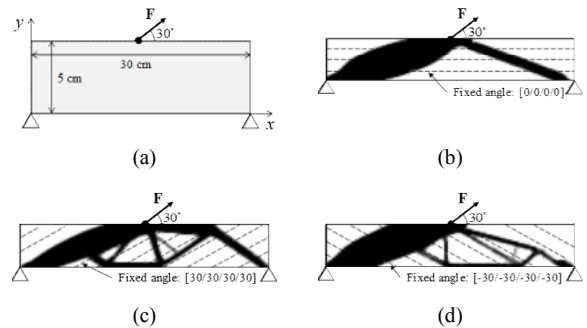 F
y
30°
30 cm
5 cm
x
(a)
F
30°
Fixed angle: [0/0/0/0]
(b)
F
30°
Fixed angle: [30/30/30/30]
(c)
F
30°
Fixed angle: [-30/-30/-30/-30]
(d)